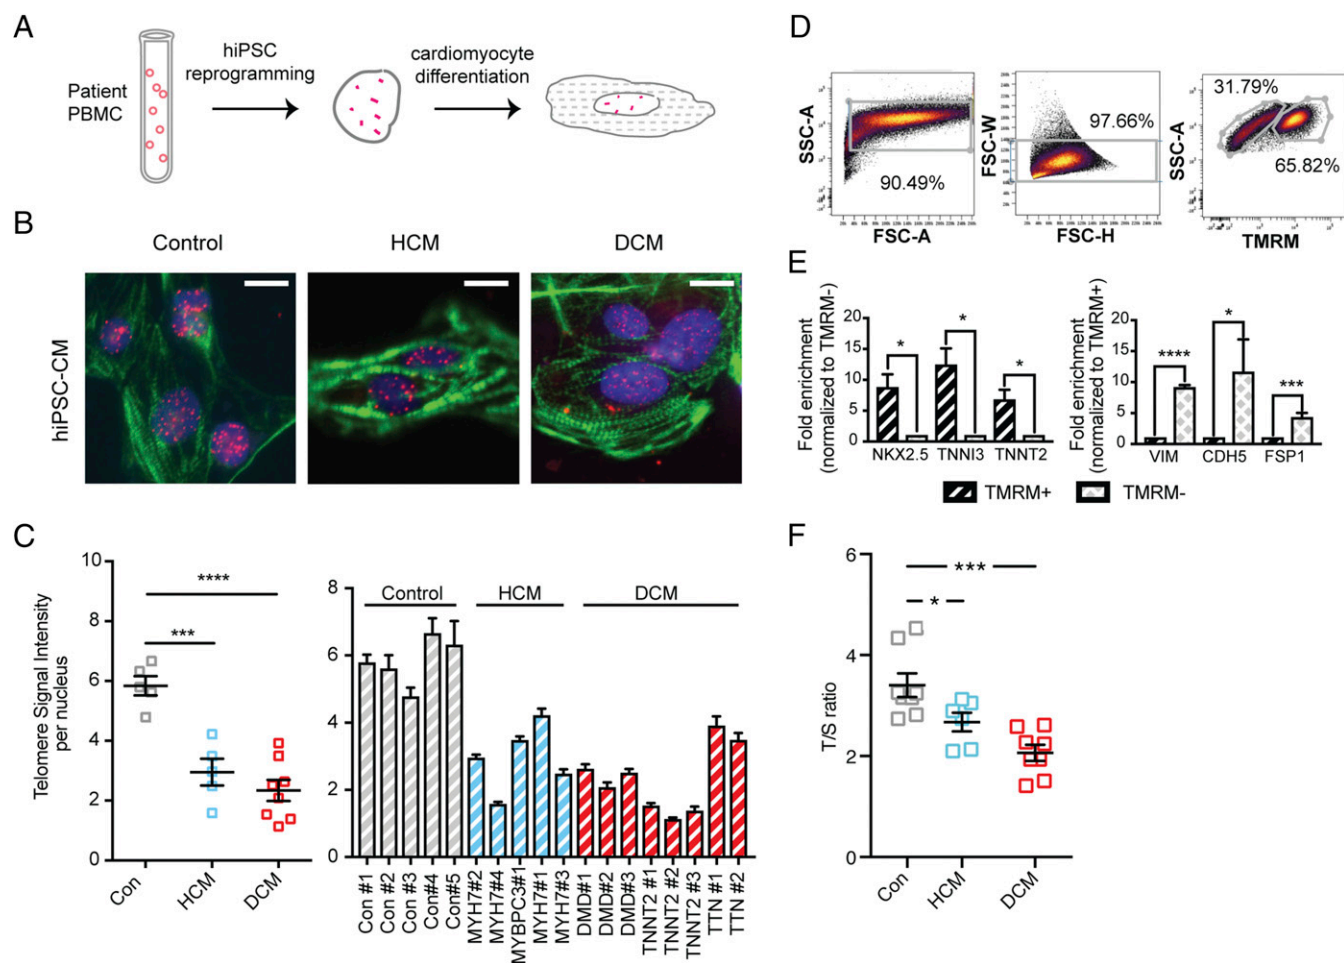 A
Patient
PBMC
hiPSC
reprogramming
cardiomyocyte
differentiation
B
Control
HCM
DCM
hiPSC-CM
C
Telomere Signal Intensity
per nucleus
10
8
6
4
2
0
****
***
Con
HCM
DCM
8
6
4
2
0
Control
HCM
DCM
Con #1
Con #2
Con #3
Con#4
Con#5
MYH7#2
MYH7#4
MYBPC3#1
MYH7#1
MYH7#3
DMD#1
DMD#2
DMD#3
TNNT2 #1
TNNT2 #2
TNNT2 #3
TTN #1
TTN #2
D
SSC-A
90.49%
FSC-A
FSC-W
97.66%
FSC-H
SSC-A
31.79%
65.82%
TMRM
E
Fold enrichment
(normalized to TMRM-)
20
15
10
5
0
*
*
*
NKX2.5
TNNI3
TNNT2
Fold enrichment
(normalized to TMRM+)
20
15
10
5
0
****
*
***
VIM
CDH5
FSP1
TMRM+
TMRM-
F
T/S ratio
6
4
2
0
***
*
Con
HCM
DCM